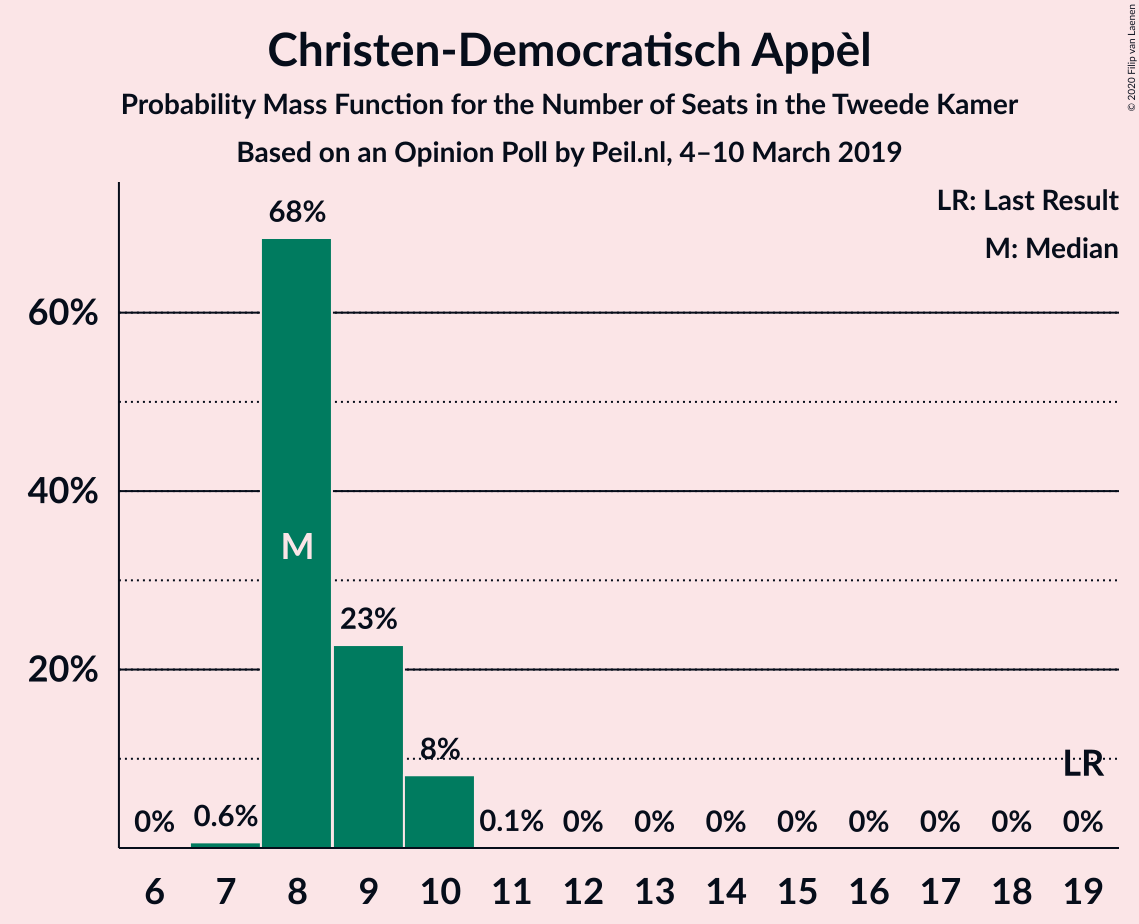 Christen-Democratisch Appèl
Probability Mass Function for the Number of Seats in the Tweede Kamer
Based on an Opinion Poll by Peil.nl, 4–10 March 2019
© 2020 Filip van Laenen
LR: Last Result
M: Median
60%
40%
20%
0%
0.6%
68%
M
23%
8%
0.1%
0%
0%
0%
0%
0%
0%
0%
0%
LR
6 7 8 9 10 11 12 13 14 15 16 17 18 19